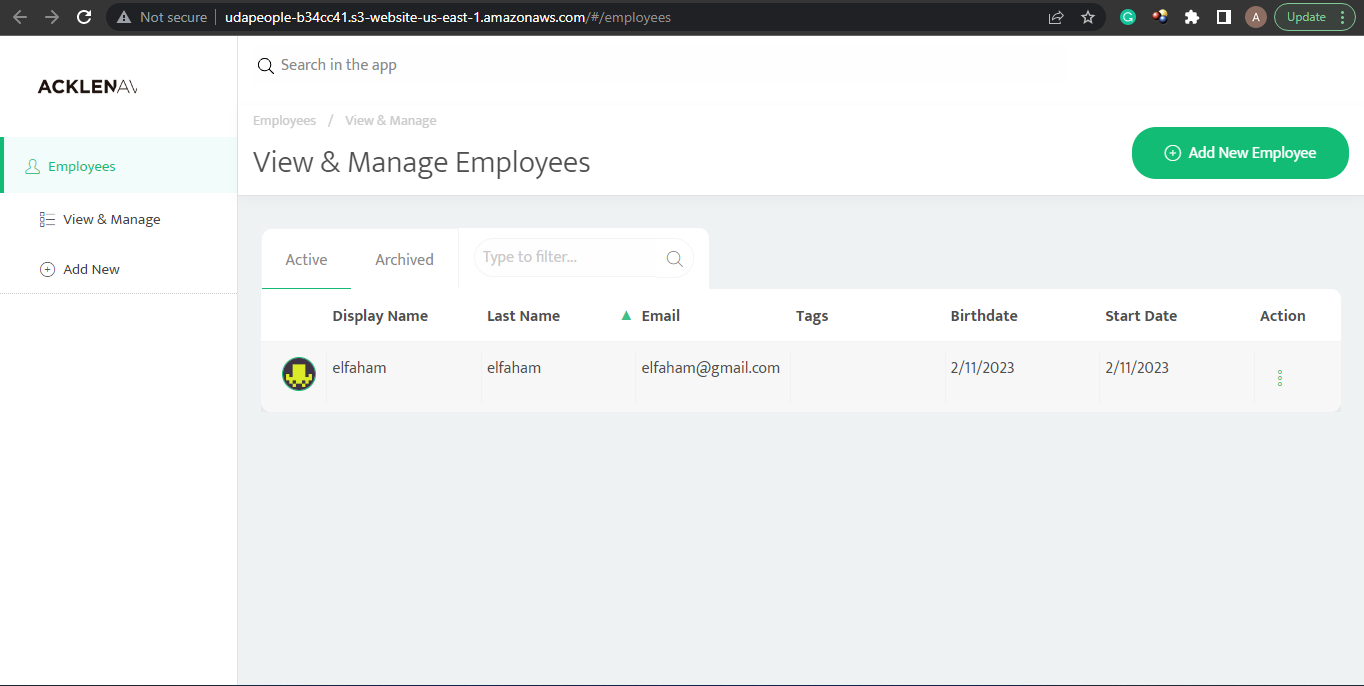 Not secure udapeople-b34cc41.s3-website-us-east-1.amazonaws.com/#/employees A Update
ACKLENAV
Search in the app
Employees / View & Manage
View & Manage Employees
Add New Employee
Employees
View & Manage
Add New
Active Archived Type to filter...
Display Name Last Name Email Tags Birthdate Start Date Action
elfaham elfaham elfaham@gmail.com 2/11/2023 2/11/2023